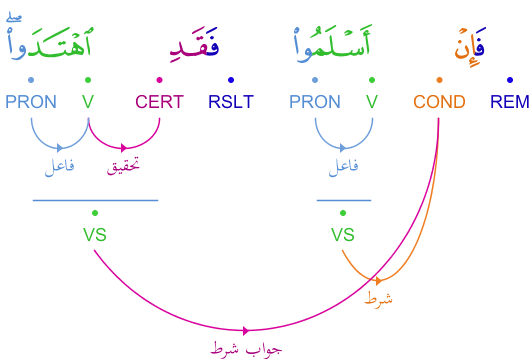 فَإِنْ أَسْلَمُوا۟ فَقَدِ ٱهْتَدَوا۟ ۖ
REM COND V PRON RSLT CERT V PRON
فاعل تحقيق فاعل
VS VS
شرط
جواب شرط